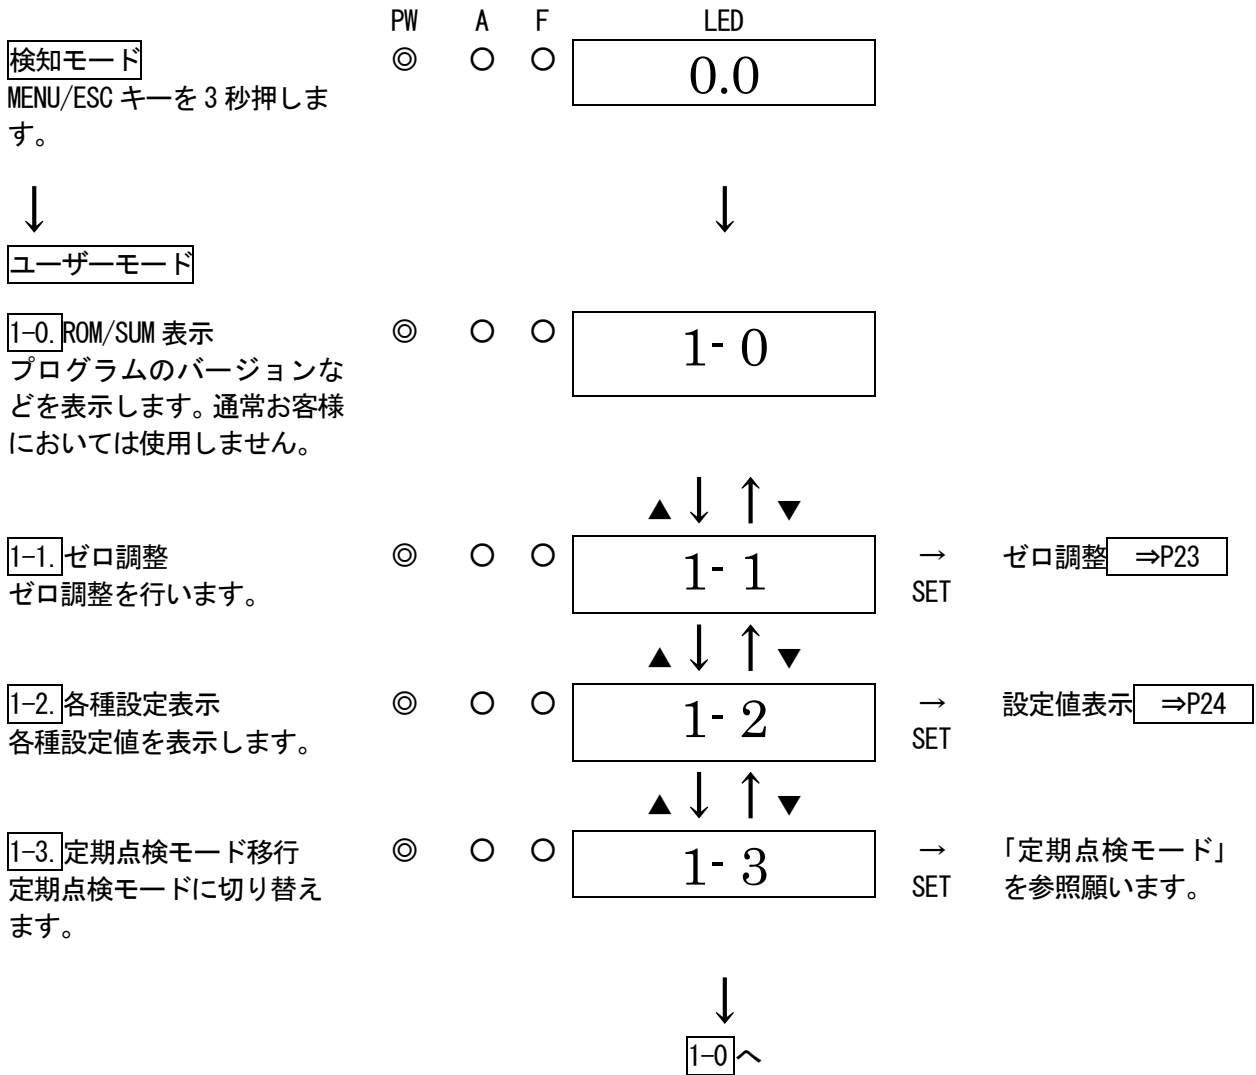 PW A F LED
検知モード ◎ ○ ○ 0.0
MENU/ESC キーを 3 秒押しま
す。
↓ ↓
ユーザーモード
1-0. ROM/SUM 表示 ◎ ○ ○ 1- 0
プログラムのバージョンな
どを表示します。通常お客様
においては使用しません。
▲ ↓ ↑ ▼
1-1. ゼロ調整 ◎ ○ ○ 1- 1 → ゼロ調整 ⇒P23
ゼロ調整を行います。 SET
▲ ↓ ↑ ▼
1-2. 各種設定表示 ◎ ○ ○ 1- 2 → 設定値表示 ⇒P24
各種設定値を表示します。 SET
▲ ↓ ↑ ▼
1-3. 定期点検モード移行 ◎ ○ ○ 1- 3 → 「定期点検モード」
定期点検モードに切り替え SET を参照願います。
ます。
↓
1-0 へ